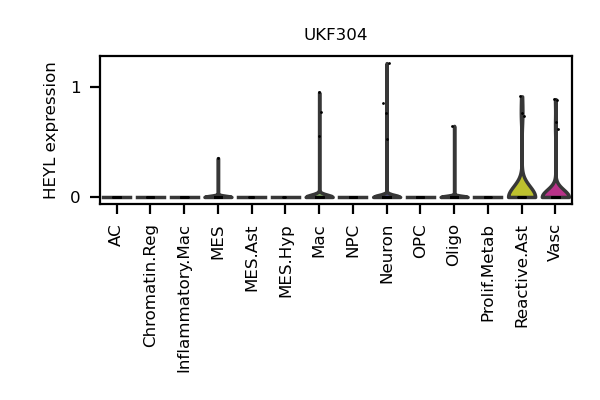 UKF304
HEYL expression
1
0
AC
Chromatin.Reg
Inflammatory.Mac
MES
MES.Ast
MES.Hyp
Mac
NPC
Neuron
OPC
Oligo
Prolif.Metab
Reactive.Ast
Vasc